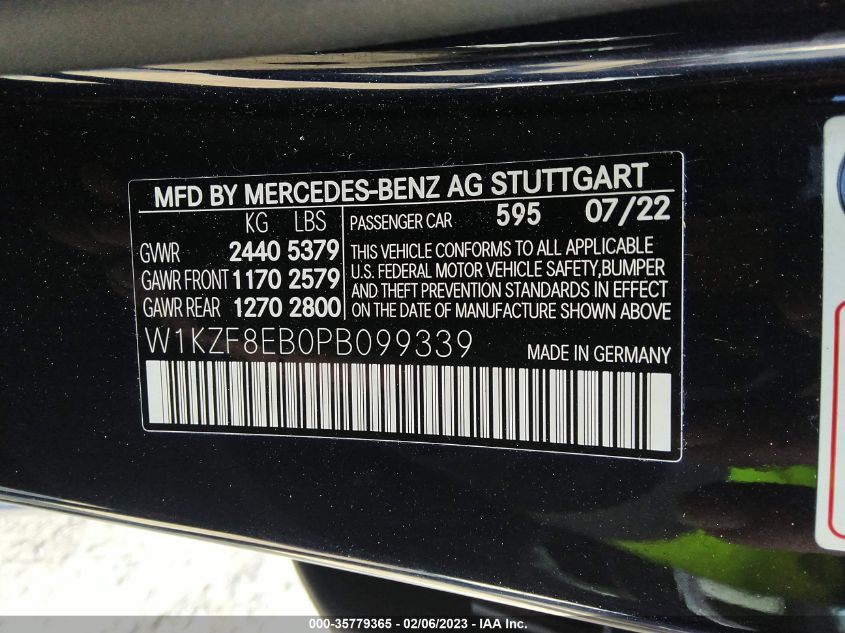 MFD BY MERCEDES-BENZ AG STUTTGART
KG LBS
GVWR 2440 5379
GAWR FRONT 1170 2579
GAWR REAR 1270 2800
PASSENGER CAR 595 07/22
THIS VEHICLE CONFORMS TO ALL APPLICABLE
U.S. FEDERAL MOTOR VEHICLE SAFETY,BUMPER
AND THEFT PREVENTION STANDARDS IN EFFECT
ON THE DATE OF MANUFACTURE SHOWN ABOVE
W1KZF8EB0PB099339
MADE IN GERMANY
000-35779365 - 02/06/2023 - IAA Inc.